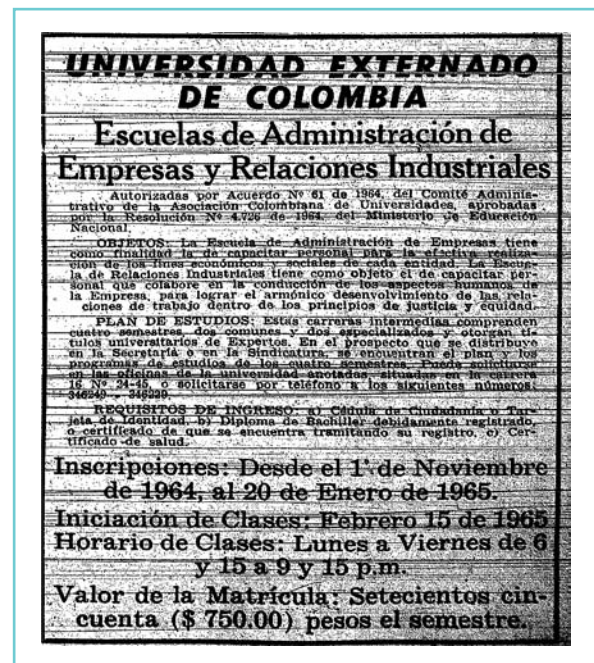 UNIVERSIDAD EXTERNADO
DE COLOMBIA
Escuelas de Administración de
Empresas y Relaciones Industriales
Autorizadas por Acuerdo Nº 61 de 1964, del Comité Adminis-
trativo de la Asociación Colombiana de Universidades, aprobadas
por la Resolución Nº 4.726 de 1964, del Ministerio de Educación
Nacional.
OBJETOS: La Escuela de Administración de Empresas tiene
como finalidad la de capacitar personal para la efectiva realiza-
ción de los fines económicos y sociales de cada entidad. La Escue-
la de Relaciones Industriales tiene como objeto el de capacitar per-
sonal que colabore en la conducción de los aspectos humanos de
la Empresa, para lograr el armónico desenvolvimiento de las rela-
ciones de trabajo dentro de los principios de justicia y equidad.
PLAN DE ESTUDIOS: Estas carreras intermedias comprenden
cuatro semestres, dos comunes y dos especializados y otorgan tí-
tulos universitarios de Expertos. En el prospecto que se distribuye
en la Secretaría o en la Sindicatura, se encuentran el plan y los
programas de estudios de los cuatro semestres. Puede solicitarse
en las oficinas de la universidad anotadas, situadas en la carrera
16 Nº 24-45, o solicitarse por teléfono a los siguientes números:
346249 - 346229.
REQUISITOS DE INGRESO: a) Cédula de Ciudadanía o Tar-
jeta de Identidad. b) Diploma de Bachiller debidamente registrado,
o certificado de que se encuentra tramitando su registro. c) Cer-
tificado de salud.
Inscripciones: Desde el 1º de Noviembre
de 1964, al 20 de Enero de 1965.
Iniciación de Clases: Febrero 15 de 1965
Horario de Clases: Lunes a Viernes de 6
y 15 a 9 y 15 p.m.
Valor de la Matrícula: Setecientos cin-
cuenta ($ 750.00) pesos el semestre.